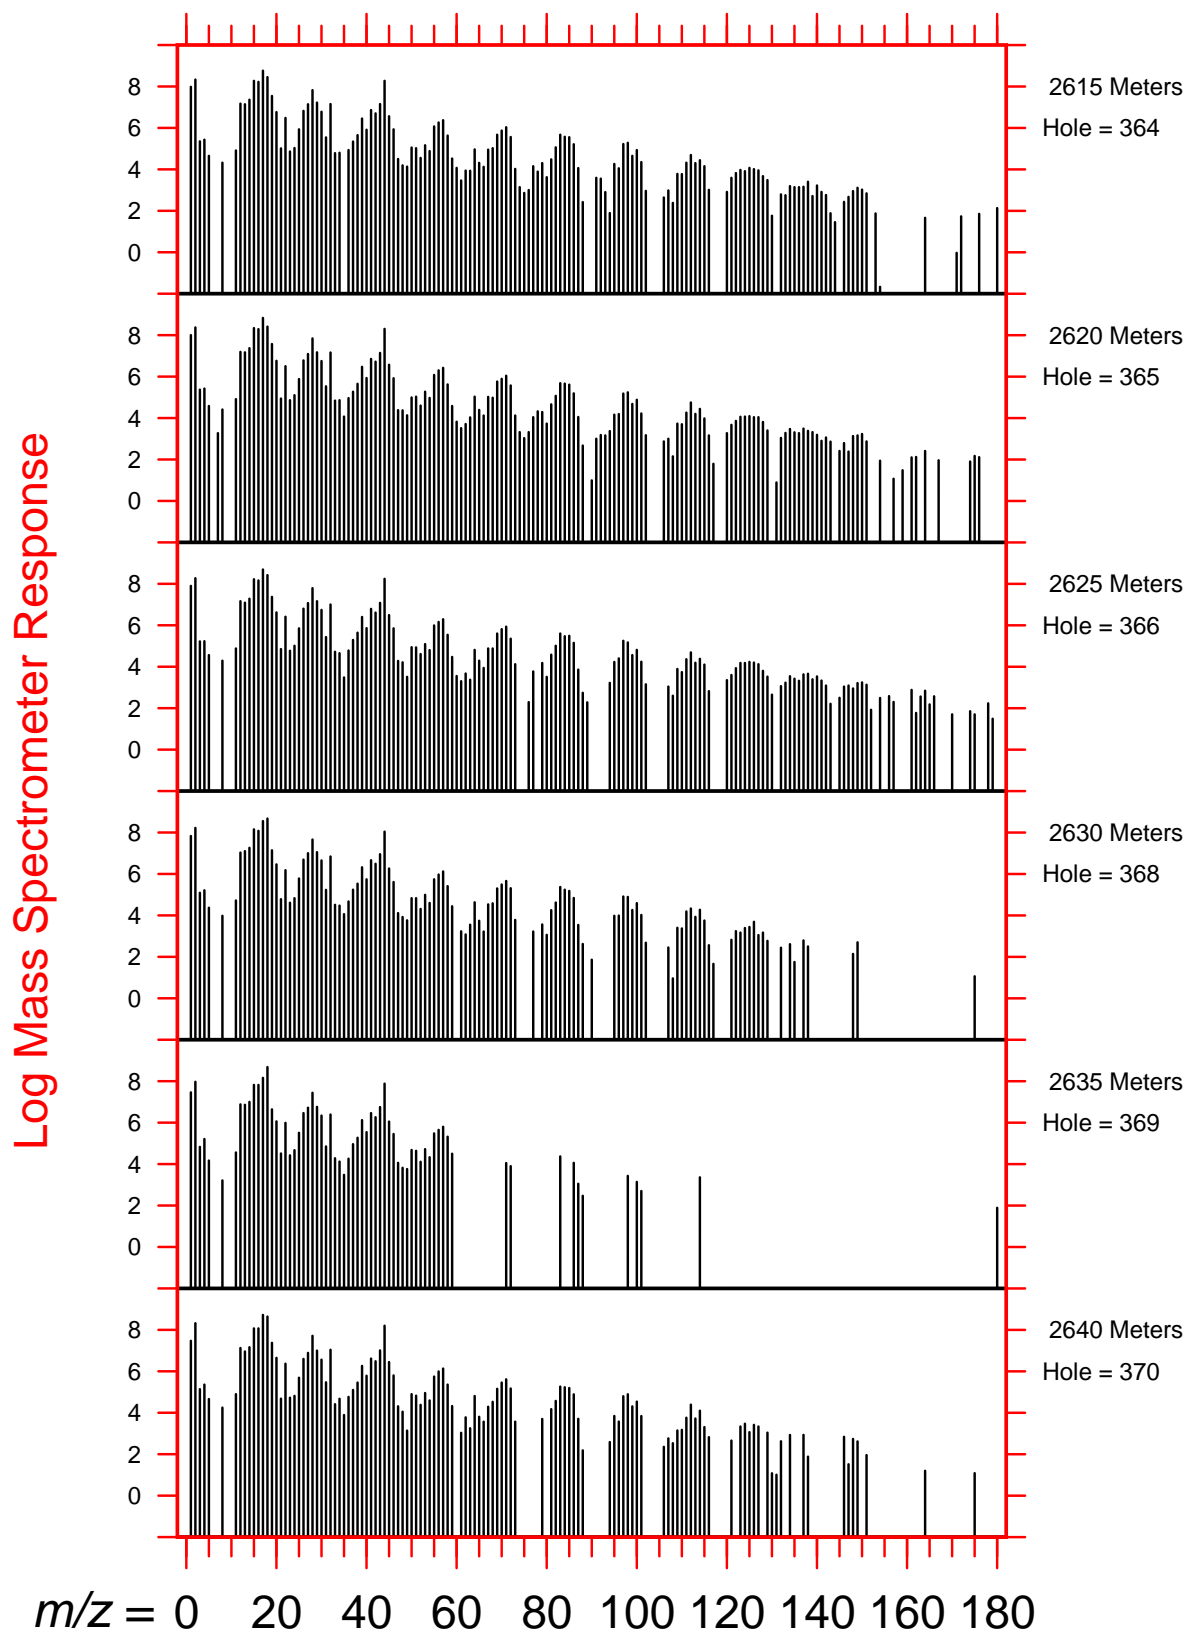 8
6
4
2
0
2615 Meters
Hole = 364
8
6
4
2
0
2620 Meters
Hole = 365
8
6
4
2
0
2625 Meters
Hole = 366
8
6
4
2
0
2630 Meters
Hole = 368
8
6
4
2
0
2635 Meters
Hole = 369
8
6
4
2
0
2640 Meters
Hole = 370
Log Mass Spectrometer Response
m/z = 0 20 40 60 80 100 120 140 160 180